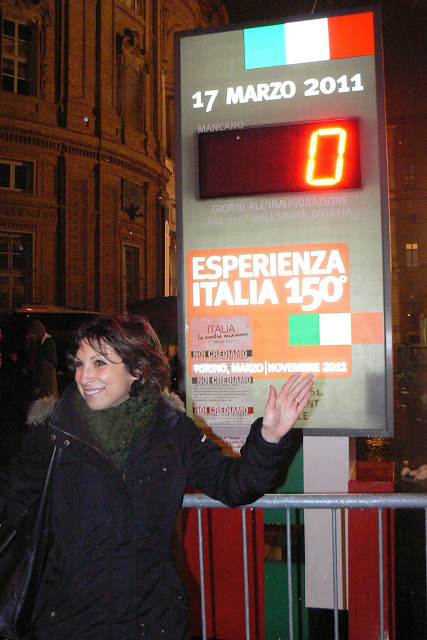 17 MARZO 2011
MANCANO
0
GIORNI ALL'INAUGURAZIONE
DEL 150° DELL'UNITÀ D'ITALIA
ESPERIENZA
ITALIA 150°
ITALIA
NOI CREDIAMO
TORINO, MARZO | NOVEMBRE 2011
NOI CREDIAMO
NOI CREDIAMO